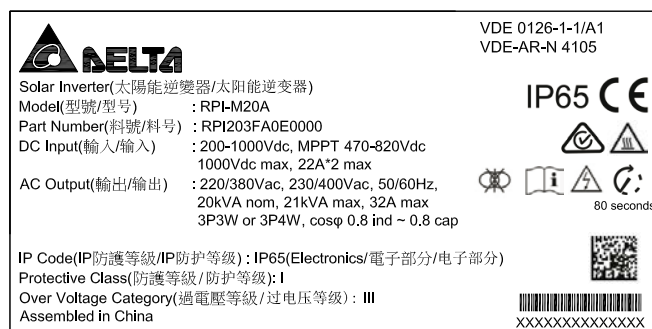 VDE 0126-1-1/A1
VDE-AR-N 4105
DELTA
Solar Inverter(太陽能逆變器/太阳能逆变器)
Model(型號/型号) : RPI-M20A
Part Number(料號/料号) : RPI203FA0E0000
DC Input(輸入/输入) : 200-1000Vdc, MPPT 470-820Vdc
1000Vdc max, 22A*2 max
AC Output(輸出/输出) : 220/380Vac, 230/400Vac, 50/60Hz,
20kVA nom, 21kVA max, 32A max
3P3W or 3P4W, cosφ 0.8 ind ~ 0.8 cap
IP65 CE
80 seconds
IP Code(IP防護等級/IP防护等级) : IP65(Electronics/電子部分/电子部分)
Protective Class(防護等級/防护等级): I
Over Voltage Category(過電壓等級/过电压等级) : III
Assembled in China
XXXXXXXXXXXXXX